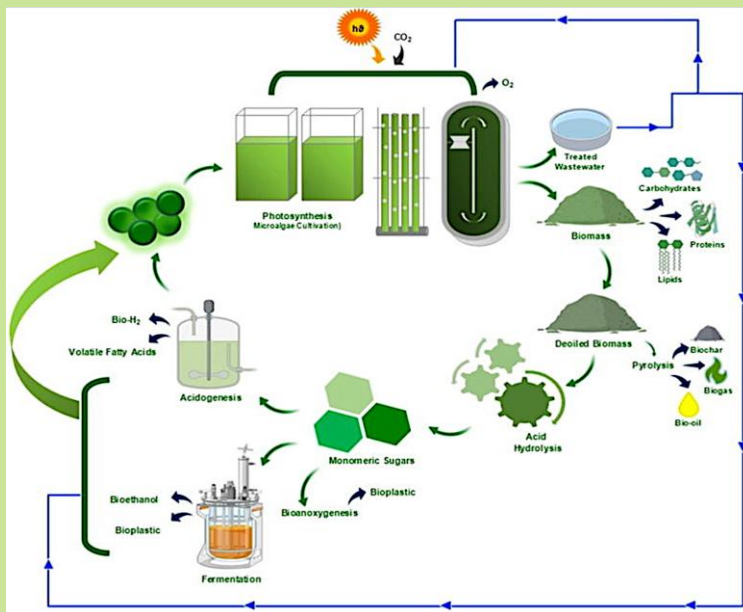 hϑ
CO₂
O₂
Treated
Wastewater
Photosynthesis
Microalgae Cultivation)
Carbohydrates
Biomass
Proteins
Lipids
Bio-H₂
Volatile Fatty Acids
Acidogenesis
Deoiled Biomass
Pyrolysis
Biochar
Biogas
Bio-oil
Acid
Hydrolysis
Monomeric Sugars
Bioethanol
Bioplastic
Fermentation
Bioanoxygenesis
Bioplastic